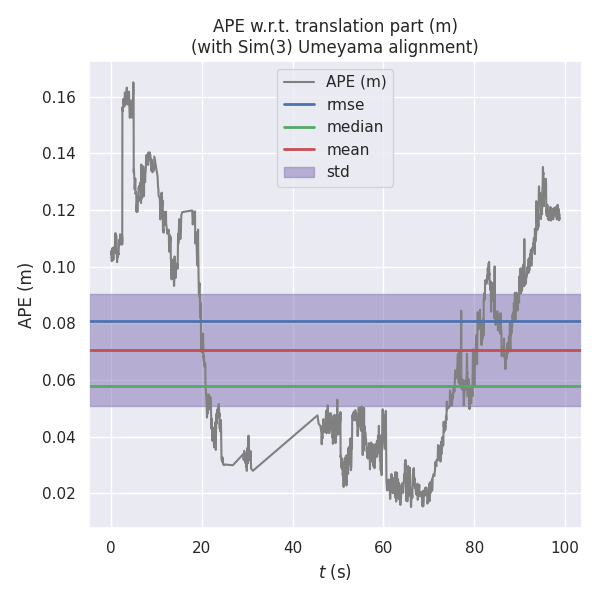 APE w.r.t. translation part (m)
(with Sim(3) Umeyama alignment)
APE (m)
rmse
median
mean
std
APE (m)
0.16
0.14
0.12
0.10
0.08
0.06
0.04
0.02
0 20 40 60 80 100
t (s)